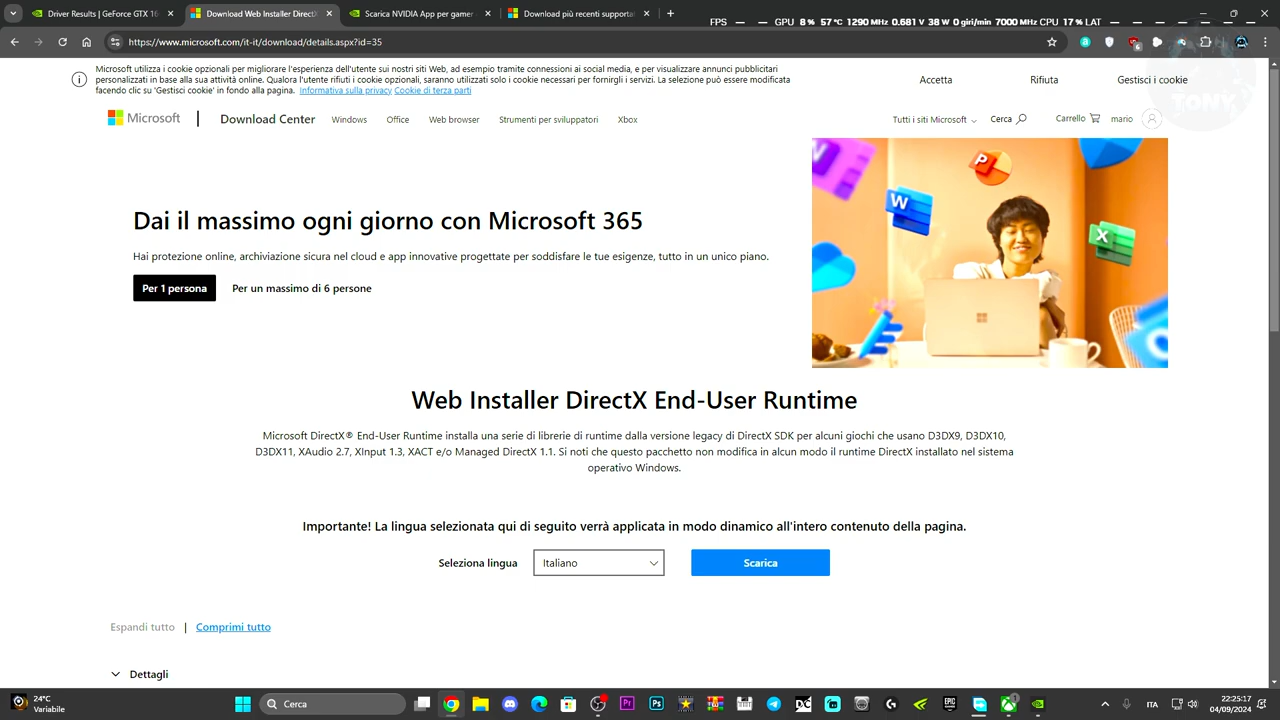 Driver Results | GeForce GTX 16
Download Web Installer DirectX
Scarica NVIDIA App per gamer
Download più recenti supportat
FPS — — GPU 8 % 57 °C 1290 MHz 0.681 V 38 W 0 giri/min 7000 MHz CPU 17 % LAT — — — —
https://www.microsoft.com/it-it/download/details.aspx?id=35
Microsoft utilizza i cookie opzionali per migliorare l'esperienza dell'utente sui nostri siti Web, ad esempio tramite connessioni ai social media, e per visualizzare annunci pubblicitari
personalizzati in base alla sua attività online. Qualora l'utente rifiuti i cookie opzionali, saranno utilizzati solo i cookie necessari per fornirgli i servizi. La selezione può essere modificata
facendo clic su 'Gestisci cookie' in fondo alla pagina. Informativa sulla privacy Cookie di terza parti
Accetta
Rifiuta
Gestisci i cookie
TONY
Microsoft
Download Center
Windows
Office
Web browser
Strumenti per sviluppatori
Xbox
Tutti i siti Microsoft
Cerca
Carrello
mario
Dai il massimo ogni giorno con Microsoft 365
Hai protezione online, archiviazione sicura nel cloud e app innovative progettate per soddisfare le tue esigenze, tutto in un unico piano.
Per 1 persona
Per un massimo di 6 persone
Web Installer DirectX End-User Runtime
Microsoft DirectX® End-User Runtime installa una serie di librerie di runtime dalla versione legacy di DirectX SDK per alcuni giochi che usano D3DX9, D3DX10,
D3DX11, XAudio 2.7, XInput 1.3, XACT e/o Managed DirectX 1.1. Si noti che questo pacchetto non modifica in alcun modo il runtime DirectX installato nel sistema
operativo Windows.
Importante! La lingua selezionata qui di seguito verrà applicata in modo dinamico all'intero contenuto della pagina.
Seleziona lingua
Italiano
Scarica
Espandi tutto | Comprimi tutto
Dettagli
24°C
Variabile
Cerca
ITA
22:25:17
04/09/2024